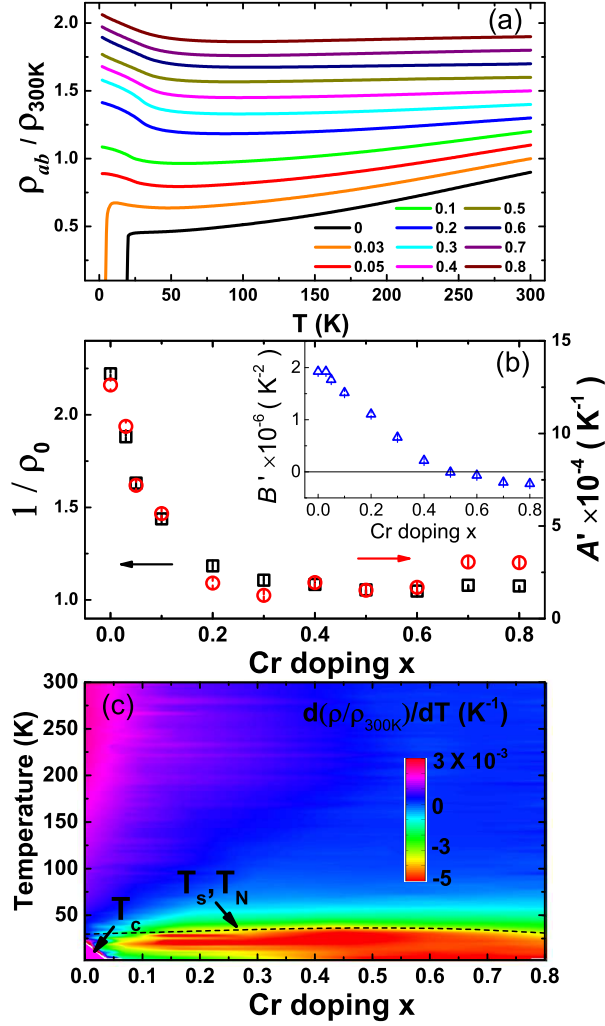 (a)
ρab / ρ300K
2.0
1.5
1.0
0.5
0
0.03
0.05
0.1
0.2
0.3
0.4
0.5
0.6
0.7
0.8
0 50 100 150 200 250 300
T (K)
(b)
1 / ρ0
2.0
1.5
1.0
A' ×10-4 ( K-1)
15
10
5
0
B' ×10-6 ( K-2)
2
1
0
0.0 0.2 0.4 0.6 0.8
Cr doping x
0.0 0.2 0.4 0.6 0.8
Cr doping x
(c)
d(ρ/ρ300K)/dT (K-1)
3 X 10-3
0
-3
-5
Temperature (K)
300
250
200
150
100
50
Ts,TN
Tc
0.0 0.1 0.2 0.3 0.4 0.5 0.6 0.7 0.8
Cr doping x